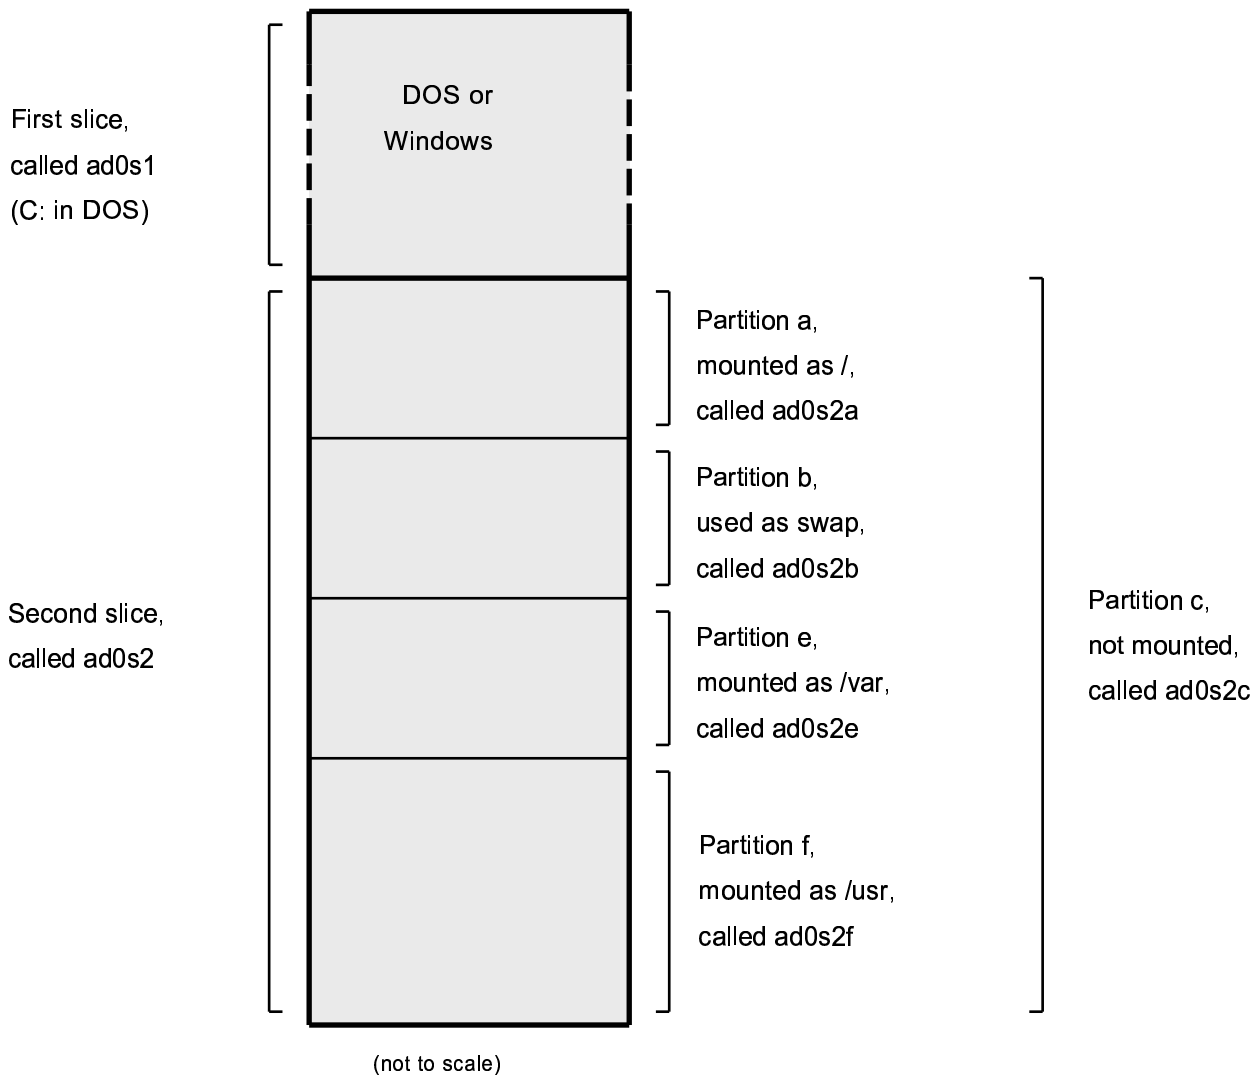 DOS or
Windows
First slice,
called ad0s1
(C: in DOS)
Partition a,
mounted as /,
called ad0s2a
Partition b,
used as swap,
called ad0s2b
Second slice,
called ad0s2
Partition e,
mounted as /var,
called ad0s2e
Partition c,
not mounted,
called ad0s2c
Partition f,
mounted as /usr,
called ad0s2f
(not to scale)